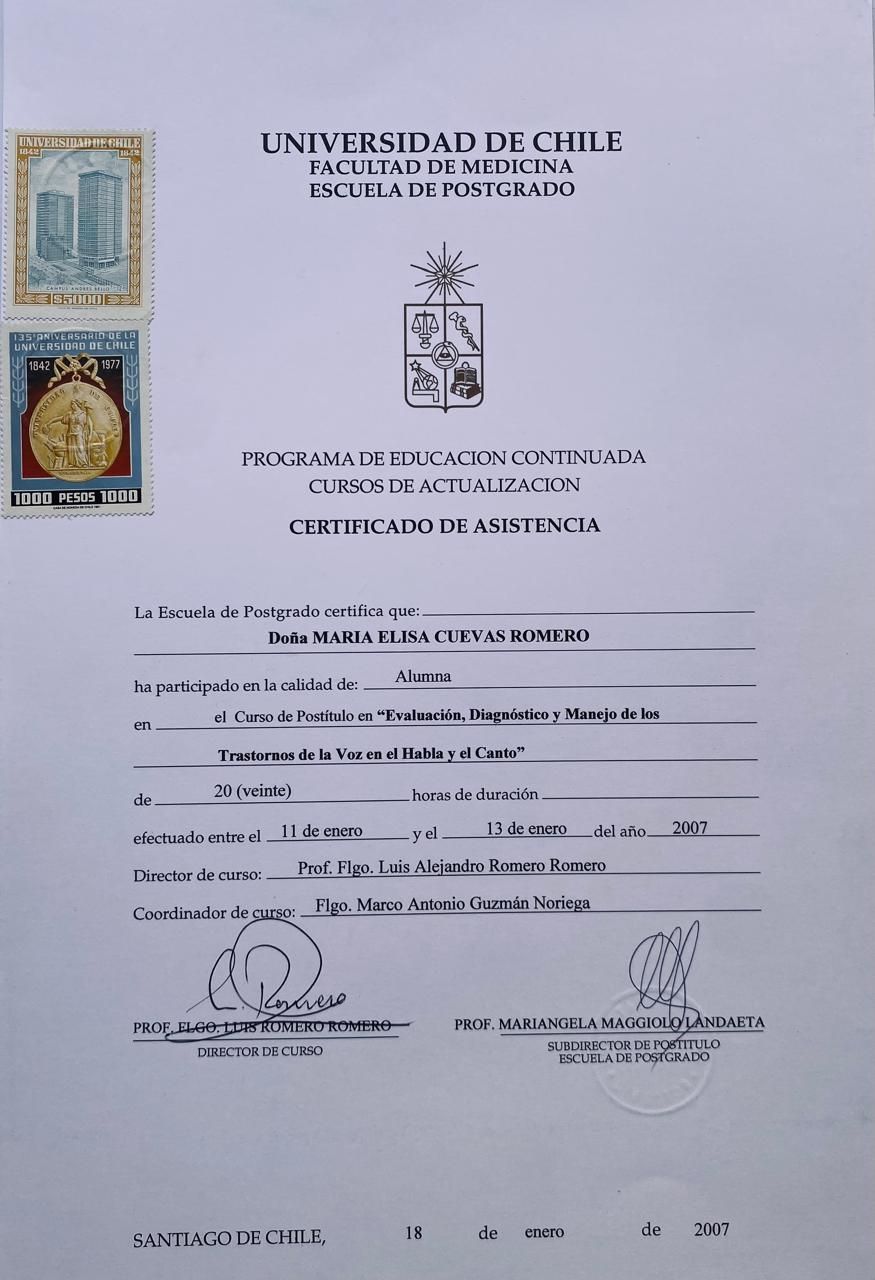 UNIVERSIDAD DE CHILE
1842 1842
CAMPUS ANDRES BELLO
$5000
135º ANIVERSARIO DE LA
UNIVERSIDAD DE CHILE
1842 1977
1000 PESOS 1000
CASA DE MONEDA DE CHILE
UNIVERSIDAD DE CHILE
FACULTAD DE MEDICINA
ESCUELA DE POSTGRADO
PROGRAMA DE EDUCACION CONTINUADA
CURSOS DE ACTUALIZACION
CERTIFICADO DE ASISTENCIA
La Escuela de Postgrado certifica que:
Doña MARIA ELISA CUEVAS ROMERO
ha participado en la calidad de: Alumna
en el Curso de Postítulo en “Evaluación, Diagnóstico y Manejo de los
Trastornos de la Voz en el Habla y el Canto”
de 20 (veinte) horas de duración
efectuado entre el 11 de enero y el 13 de enero del año 2007
Director de curso: Prof. Flgo. Luis Alejandro Romero Romero
Coordinador de curso: Flgo. Marco Antonio Guzmán Noriega
L. Romero
PROF. FLGO. LUIS ROMERO ROMERO
DIRECTOR DE CURSO
PROF. MARIANGELA MAGGIOLO LANDAETA
SUBDIRECTOR DE POSTITULO
ESCUELA DE POSTGRADO
SANTIAGO DE CHILE, 18 de enero de 2007